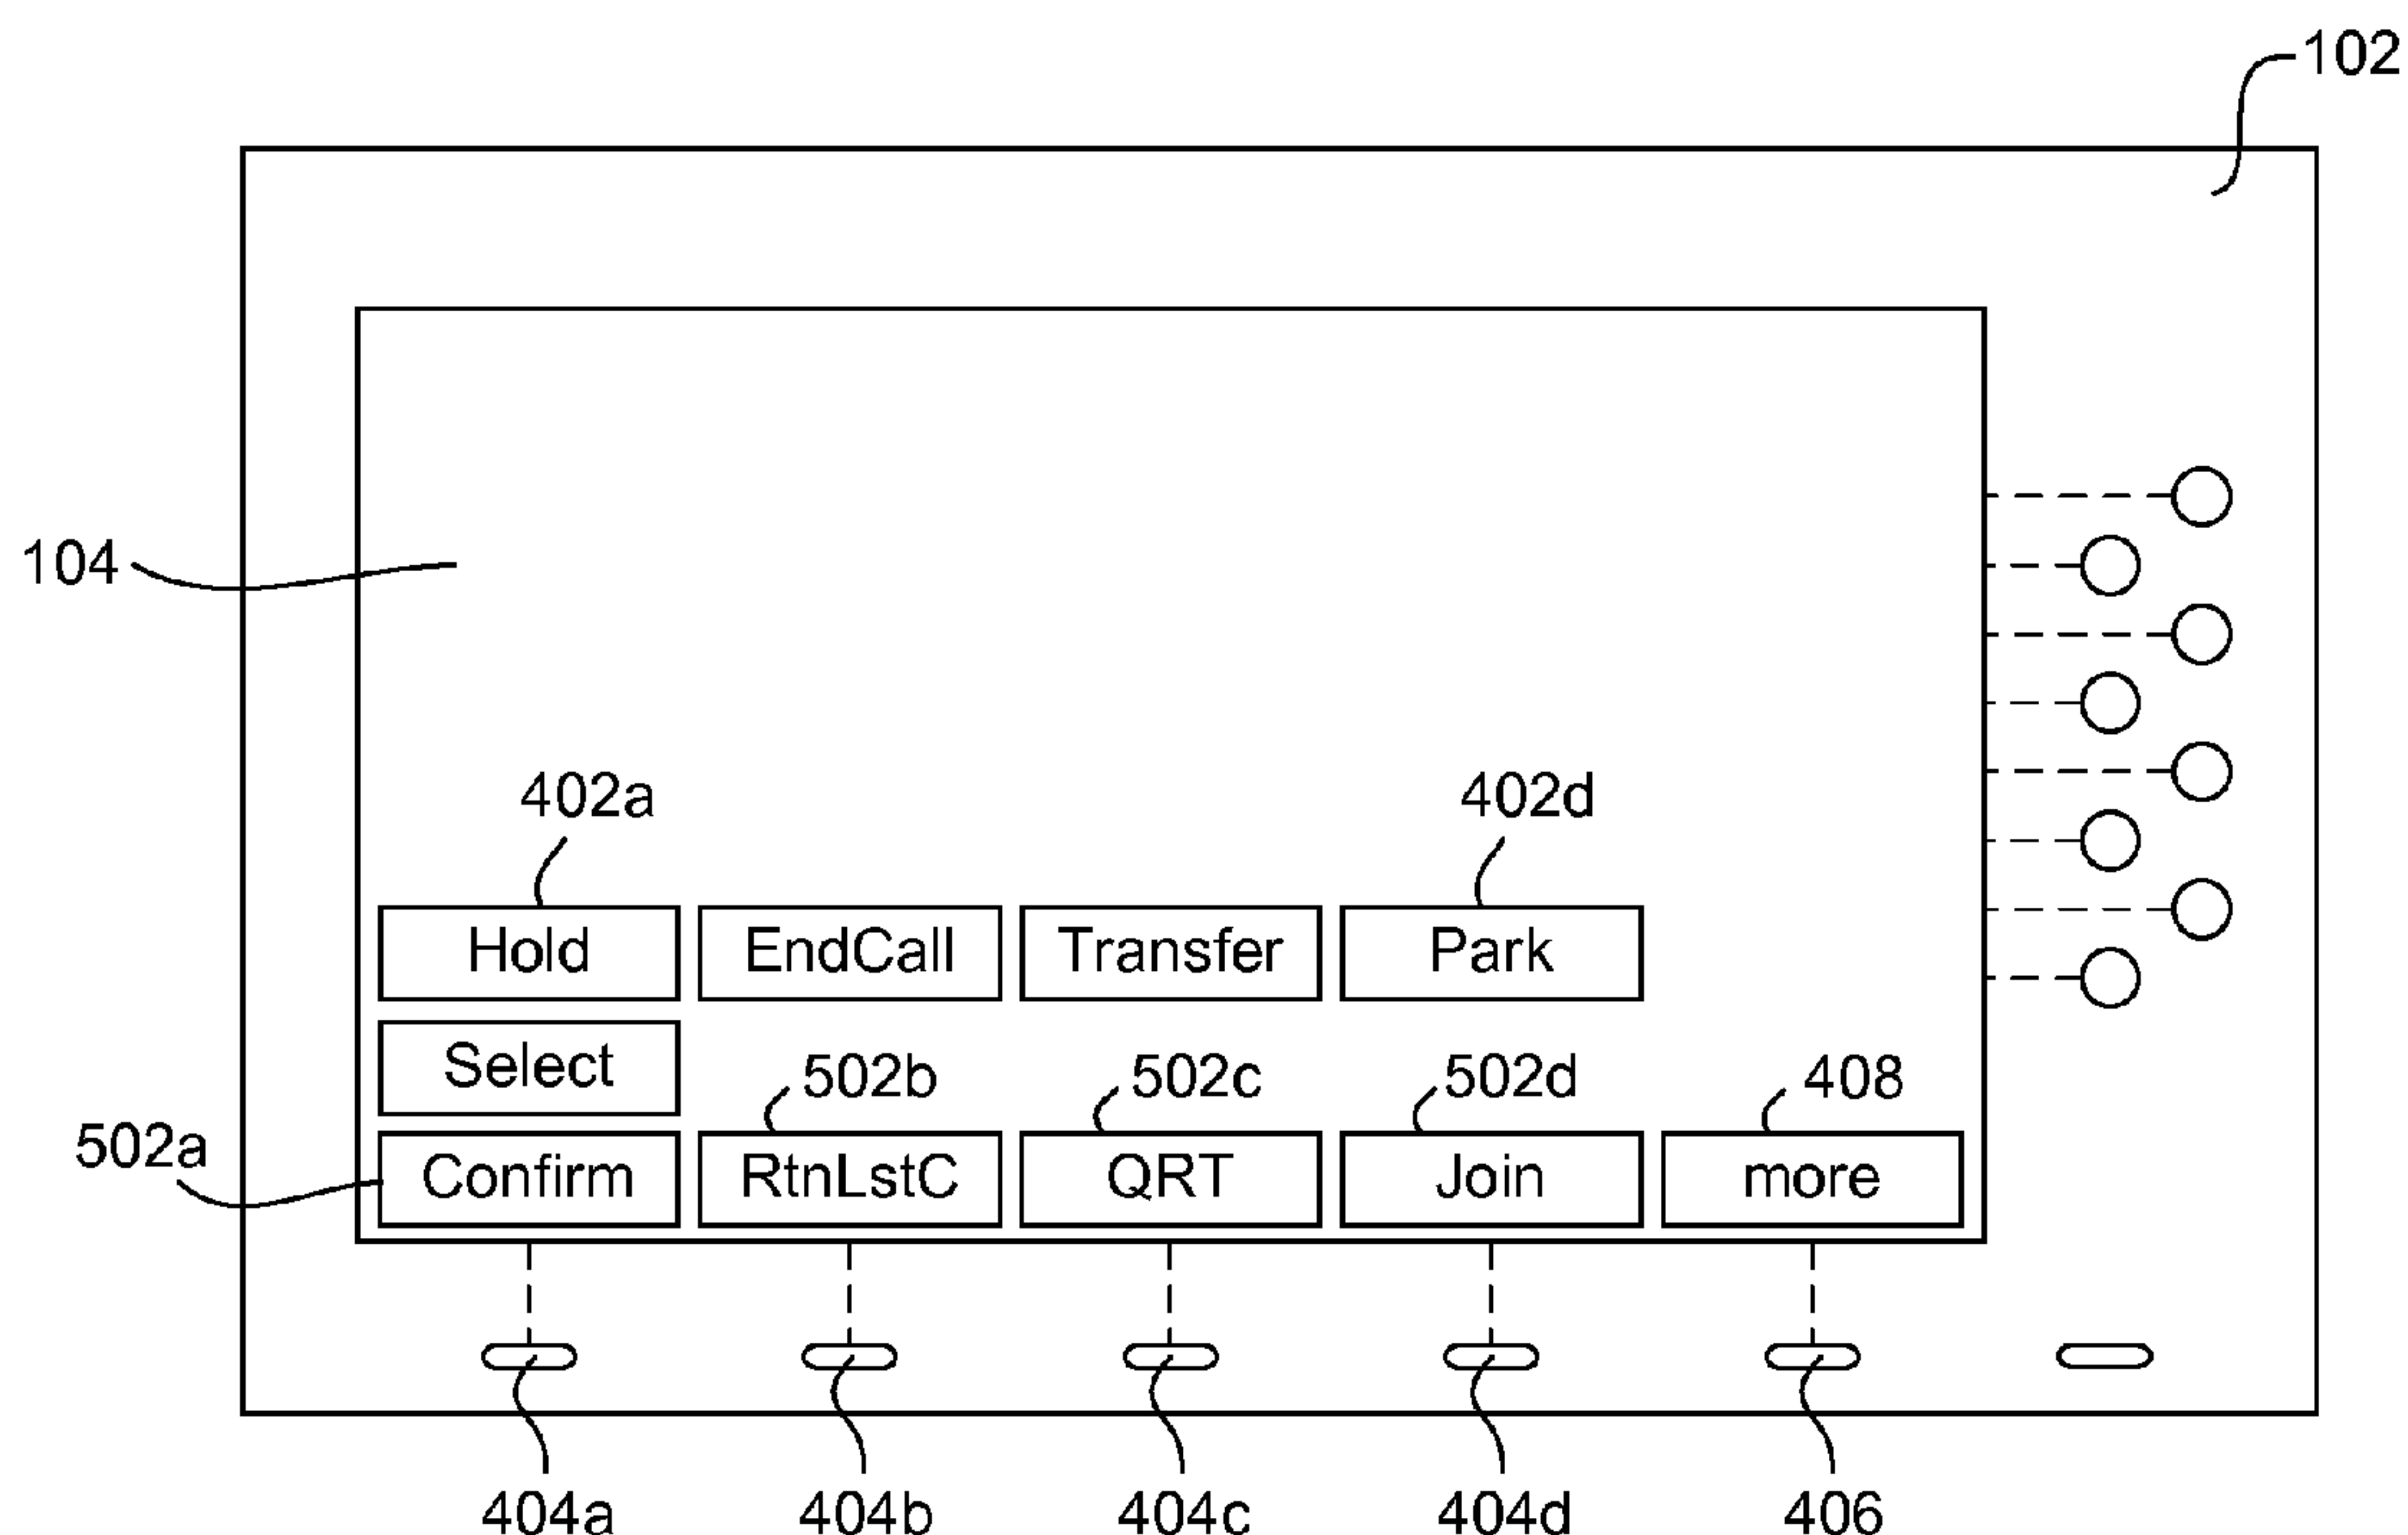 102
104
402a 402d
Hold EndCall Transfer Park
Select
502b 502c 502d 408
502a
Confirm RtnLstC QRT Join more
404a 404b 404c 404d 406